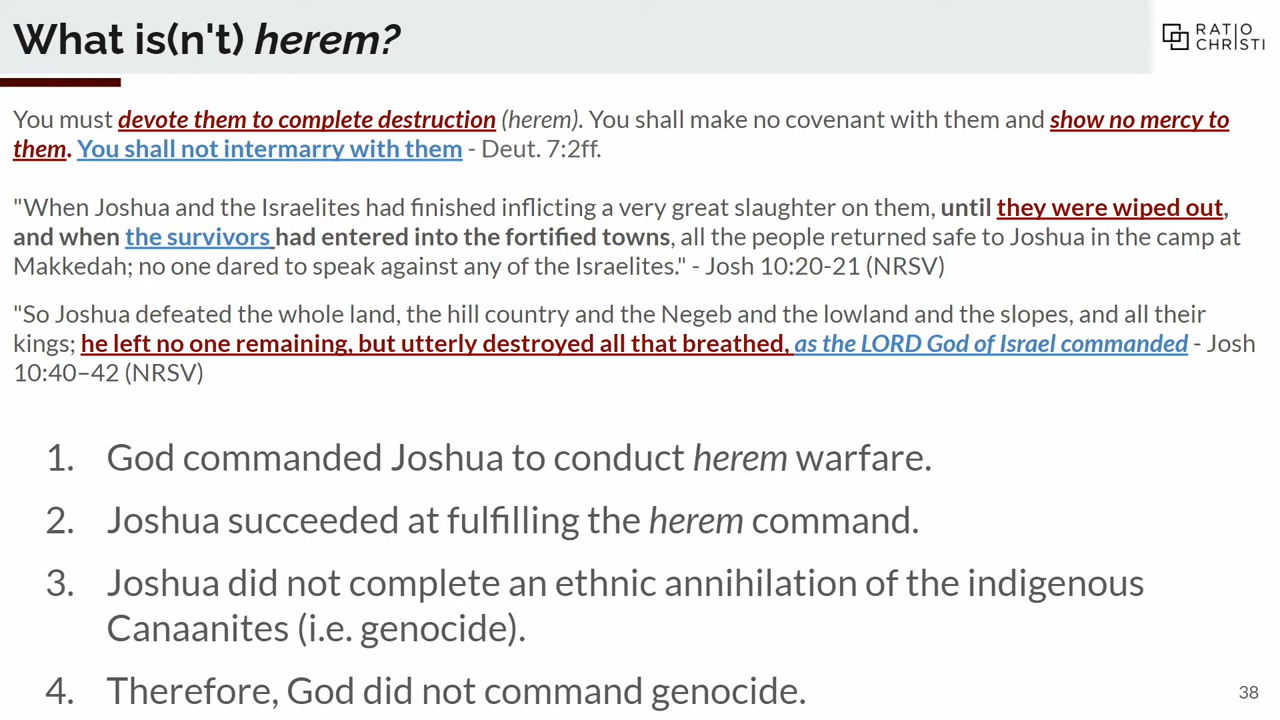 What is(n't) herem?
RATIO
CHRISTI
You must devote them to complete destruction (herem). You shall make no covenant with them and show no mercy to
them. You shall not intermarry with them - Deut. 7:2ff.
"When Joshua and the Israelites had finished inflicting a very great slaughter on them, until they were wiped out,
and when the survivors had entered into the fortified towns, all the people returned safe to Joshua in the camp at
Makkedah; no one dared to speak against any of the Israelites." - Josh 10:20-21 (NRSV)
"So Joshua defeated the whole land, the hill country and the Negeb and the lowland and the slopes, and all their
kings; he left no one remaining, but utterly destroyed all that breathed, as the LORD God of Israel commanded - Josh
10:40–42 (NRSV)
1. God commanded Joshua to conduct herem warfare.
2. Joshua succeeded at fulfilling the herem command.
3. Joshua did not complete an ethnic annihilation of the indigenous
Canaanites (i.e. genocide).
4. Therefore, God did not command genocide.
38